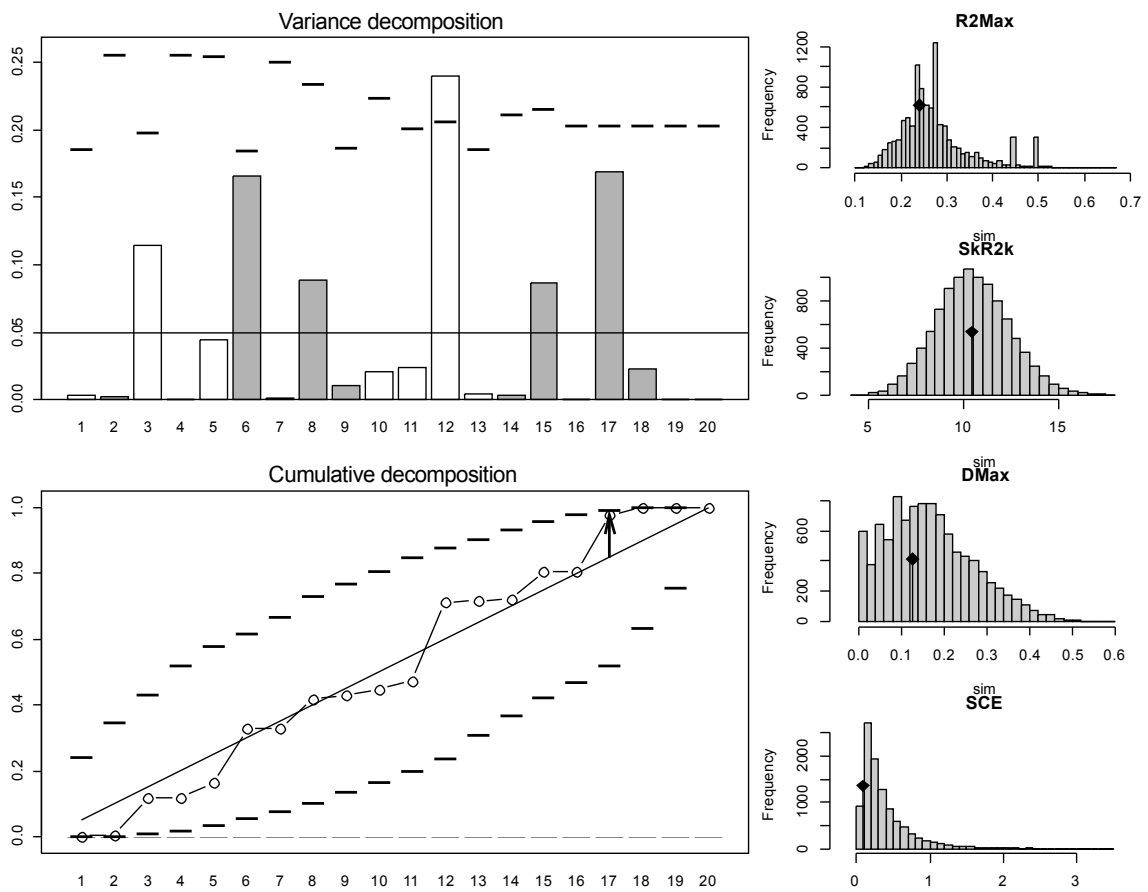 Variance decomposition
0.25
0.20
0.15
0.10
0.05
0.00
1 2 3 4 5 6 7 8 9 10 11 12 13 14 15 16 17 18 19 20
Cumulative decomposition
1.0
0.8
0.6
0.4
0.2
0.0
1 2 3 4 5 6 7 8 9 10 11 12 13 14 15 16 17 18 19 20
R2Max
Frequency
1200
800
400
0
0.1 0.2 0.3 0.4 0.5 0.6 0.7
sim
SkR2k
Frequency
800
400
0
5 10 15
sim
DMax
Frequency
600
200
0
0.0 0.1 0.2 0.3 0.4 0.5 0.6
sim
SCE
Frequency
2000
1000
0
0 1 2 3